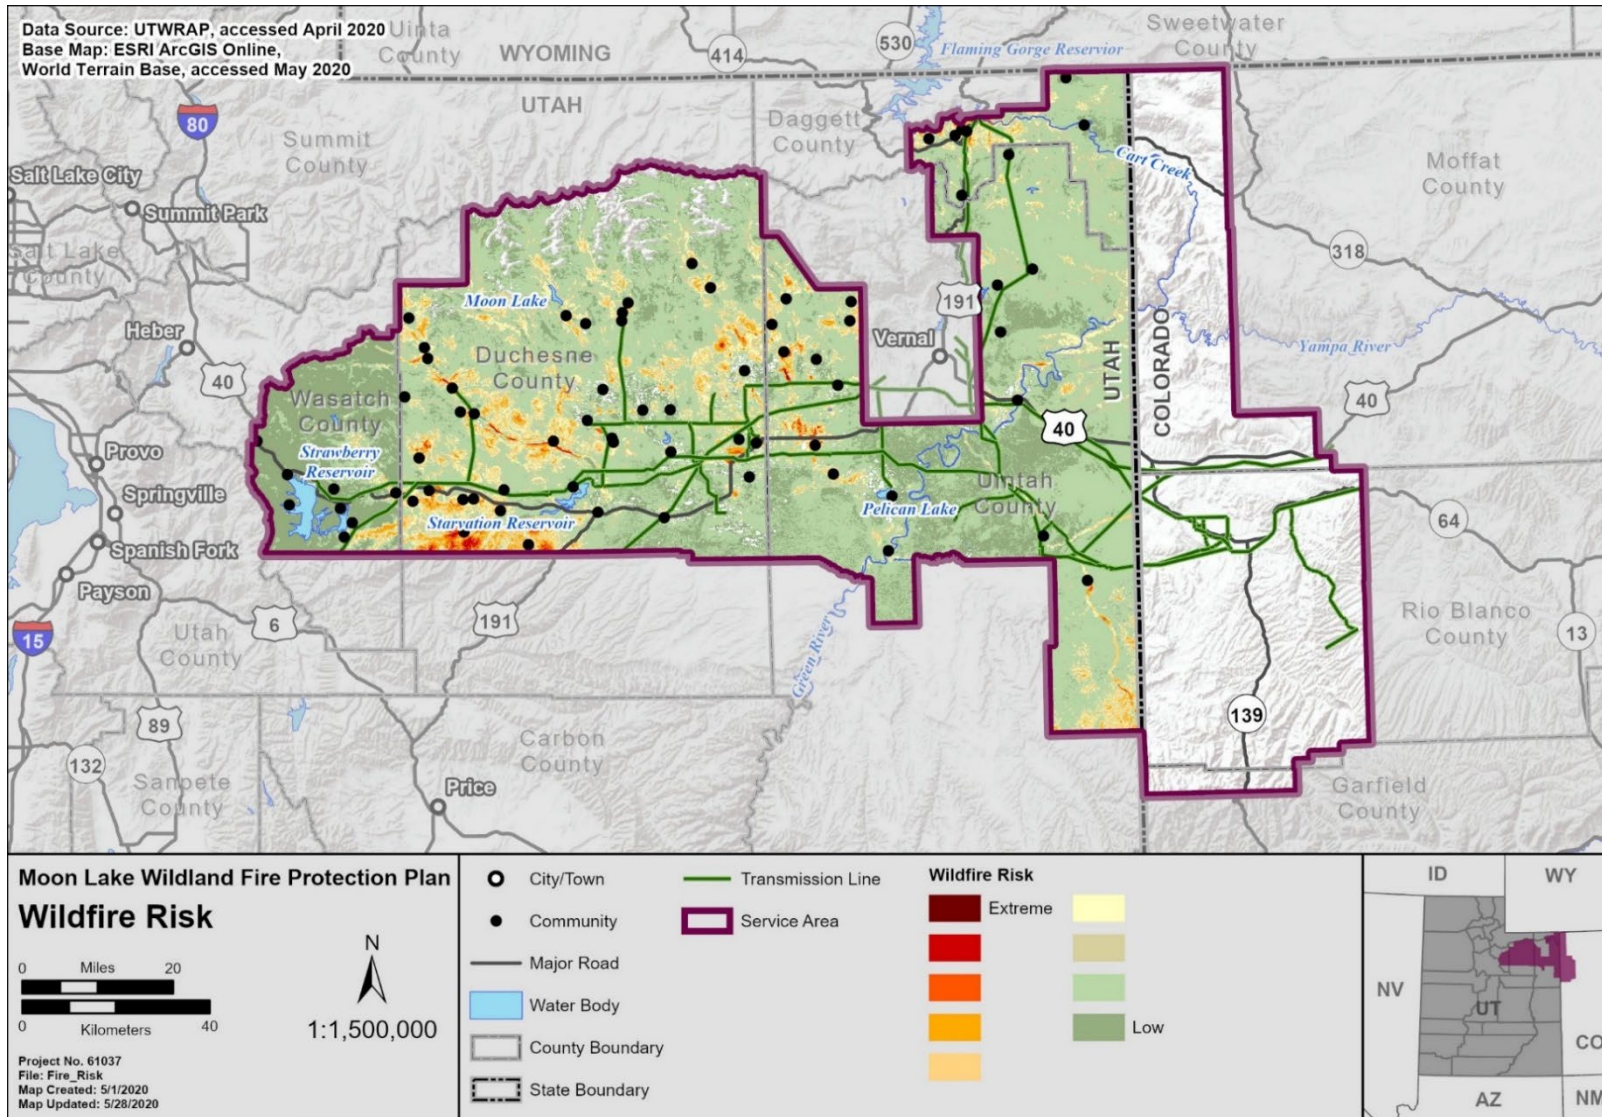 Data Source: UTWRAP, accessed April 2020
Base Map: ESRI ArcGIS Online,
World Terrain Base, accessed May 2020
Uinta
County
WYOMING
414
530
Flaming Gorge Reservior
Sweetwater
County
UTAH
80
Summit
County
Daggett
County
Moffat
County
Cart Creek
Salt Lake City
Summit Park
Salt Lake
County
318
Moon Lake
191
Heber
Vernal
Duchesne
County
UTAH
COLORADO
Yampa River
40
Wasatch
County
40
40
Strawberry
Reservoir
Provo
Springville
Uintah
County
Pelican Lake
Starvation Reservoir
64
Spanish Fork
Payson
15
Utah
County
6
191
Green River
Rio Blanco
County
13
89
139
132
Carbon
County
Sanpete
County
Price
Garfield
County
Moon Lake Wildland Fire Protection Plan
Wildfire Risk
0 Miles 20
0 Kilometers 40
N
1:1,500,000
Project No. 61037
File: Fire_Risk
Map Created: 5/1/2020
Map Updated: 5/28/2020
City/Town
Community
Major Road
Water Body
County Boundary
State Boundary
Transmission Line
Service Area
Wildfire Risk
Extreme
Low
ID
WY
NV
UT
CO
AZ
NM